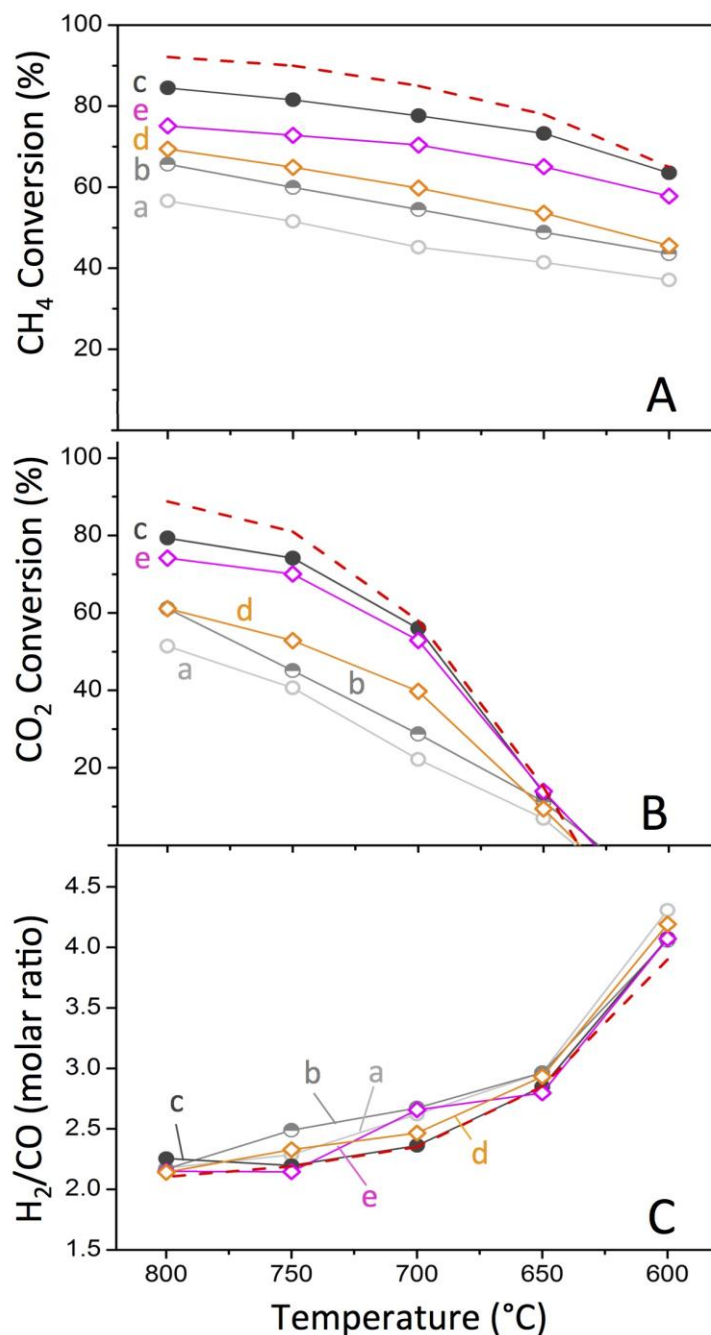 100
80
60
40
20
CH₄ Conversion (%)
c
e
d
b
a
A
100
80
60
40
20
CO₂ Conversion (%)
c
e
d
b
a
B
4.5
4.0
3.5
3.0
2.5
2.0
1.5
H₂/CO (molar ratio)
b
a
c
d
e
C
800 750 700 650 600
Temperature (°C)